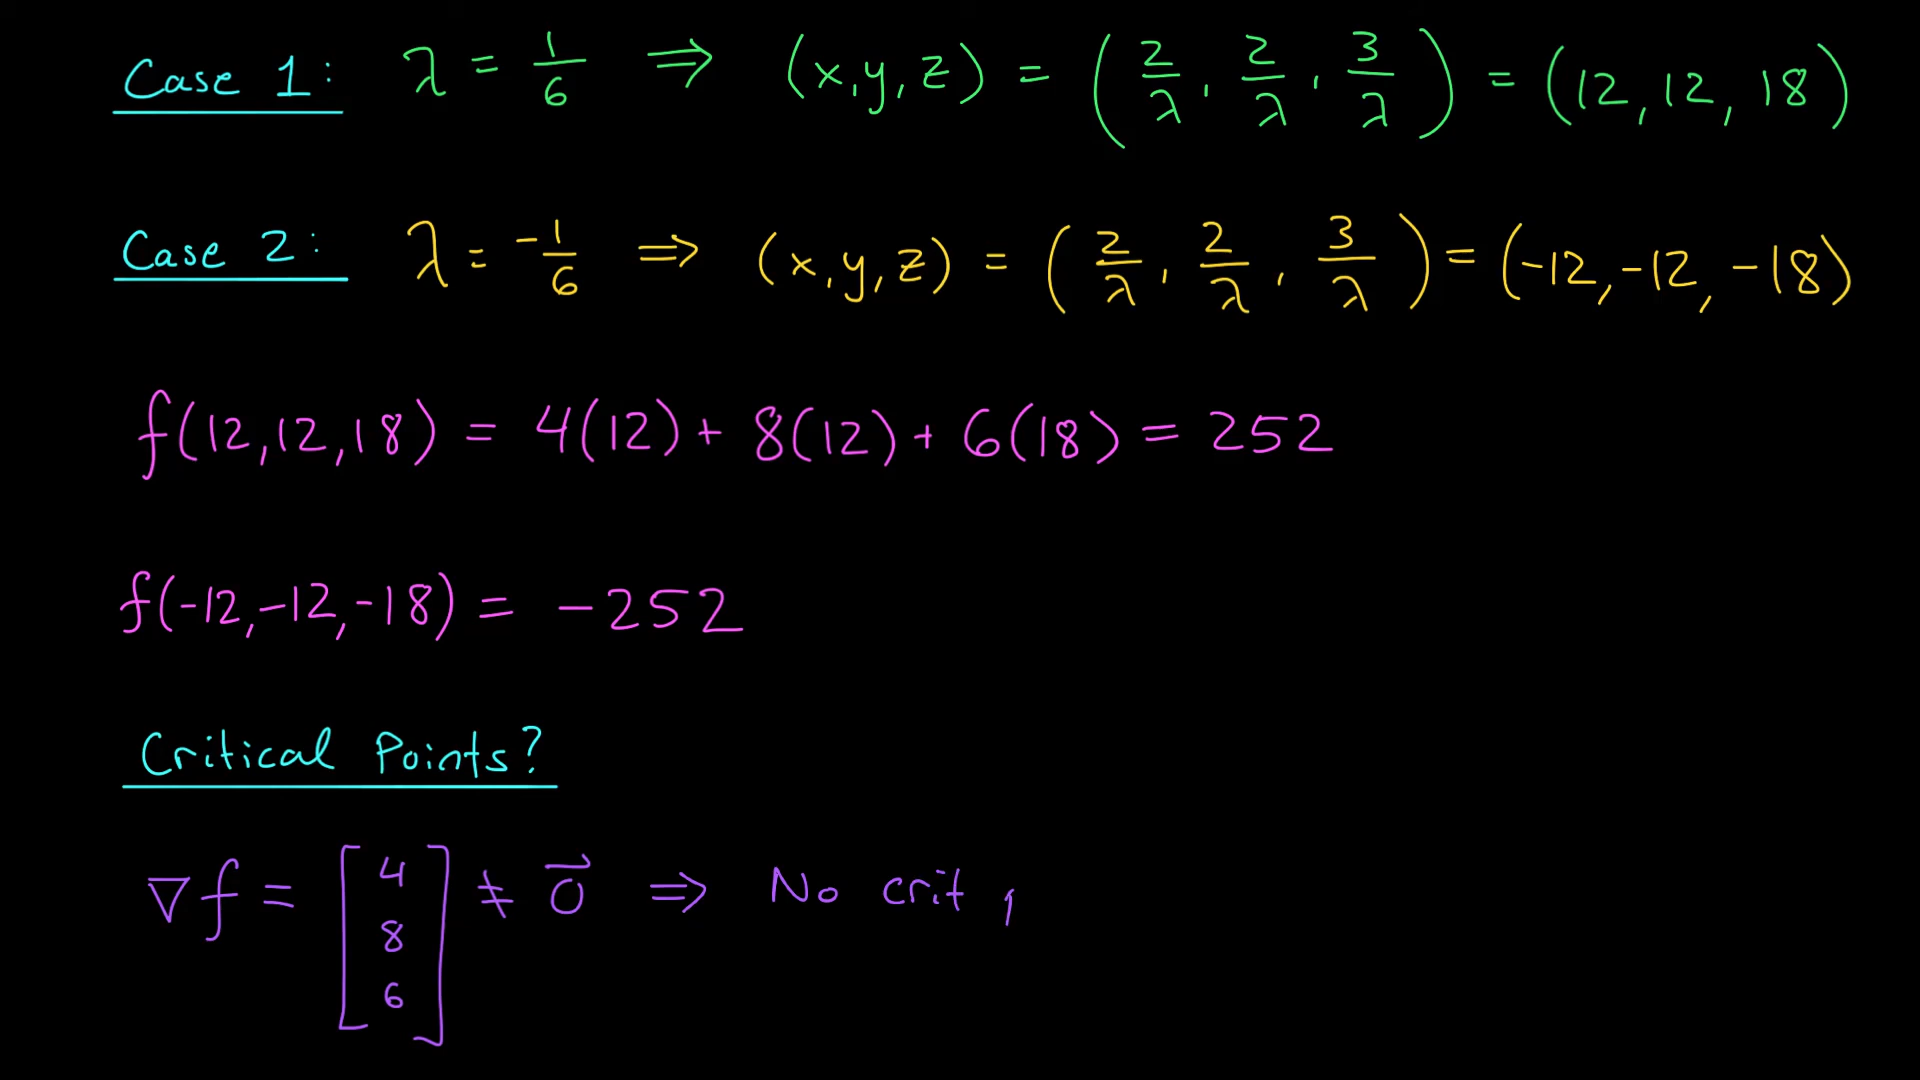 Case 1: λ = 1/6 ⇒ (x, y, z) = (2/λ, 2/λ, 3/λ) = (12, 12, 18)
Case 2: λ = -1/6 ⇒ (x, y, z) = (2/λ, 2/λ, 3/λ) = (-12, -12, -18)
f(12, 12, 18) = 4(12) + 8(12) + 6(18) = 252
f(-12, -12, -18) = -252
Critical Points?
∇f = [4 8 6] ≠ 0⃗ ⇒ No crit